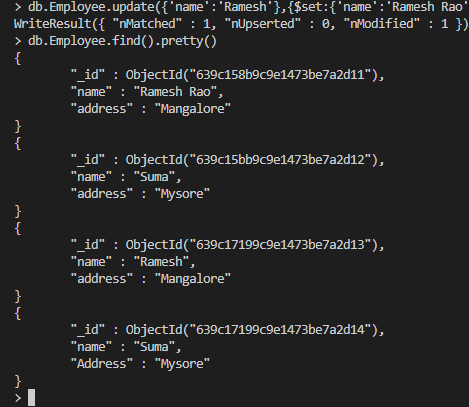 > db.Employee.update({'name':'Ramesh'},{$set:{'name':'Ramesh Rao'
WriteResult({ "nMatched" : 1, "nUpserted" : 0, "nModified" : 1 })
> db.Employee.find().pretty()
{
        "_id" : ObjectId("639c158b99c9e1473be7a2d11"),
        "name" : "Ramesh Rao",
        "address" : "Mangalore"
}
{
        "_id" : ObjectId("639c15bb9c9e1473be7a2d12"),
        "name" : "Suma",
        "address" : "Mysore"
}
{
        "_id" : ObjectId("639c17199c9e1473be7a2d13"),
        "name" : "Ramesh",
        "address" : "Mangalore"
}
{
        "_id" : ObjectId("639c17199c9e1473be7a2d14"),
        "name" : "Suma",
        "Address" : "Mysore"
}
>